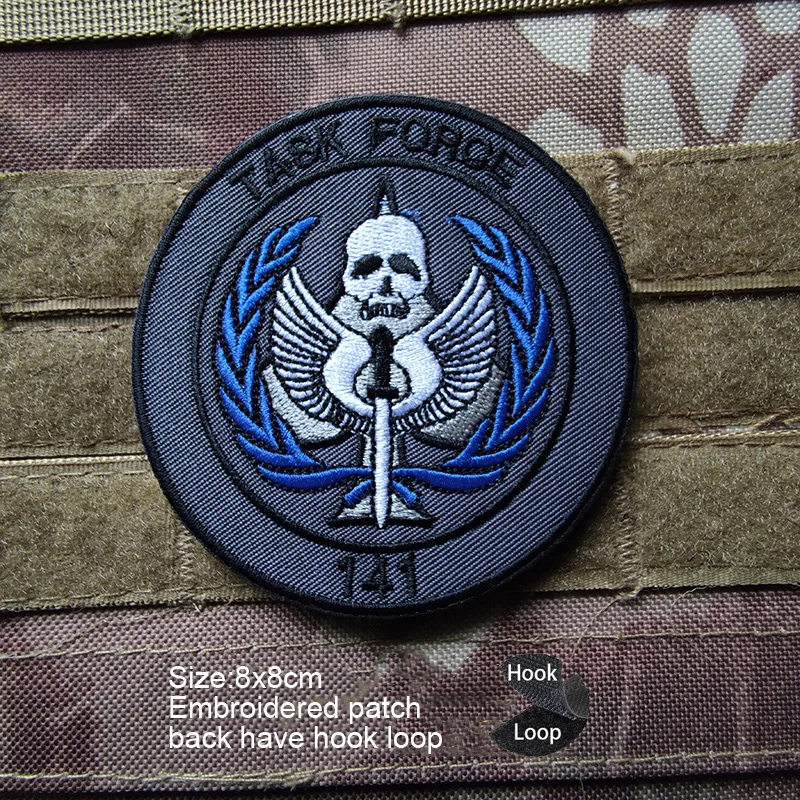 TASK FORCE
141
Size:8x8cm
Embroidered patch
back have hook loop
Hook
Loop